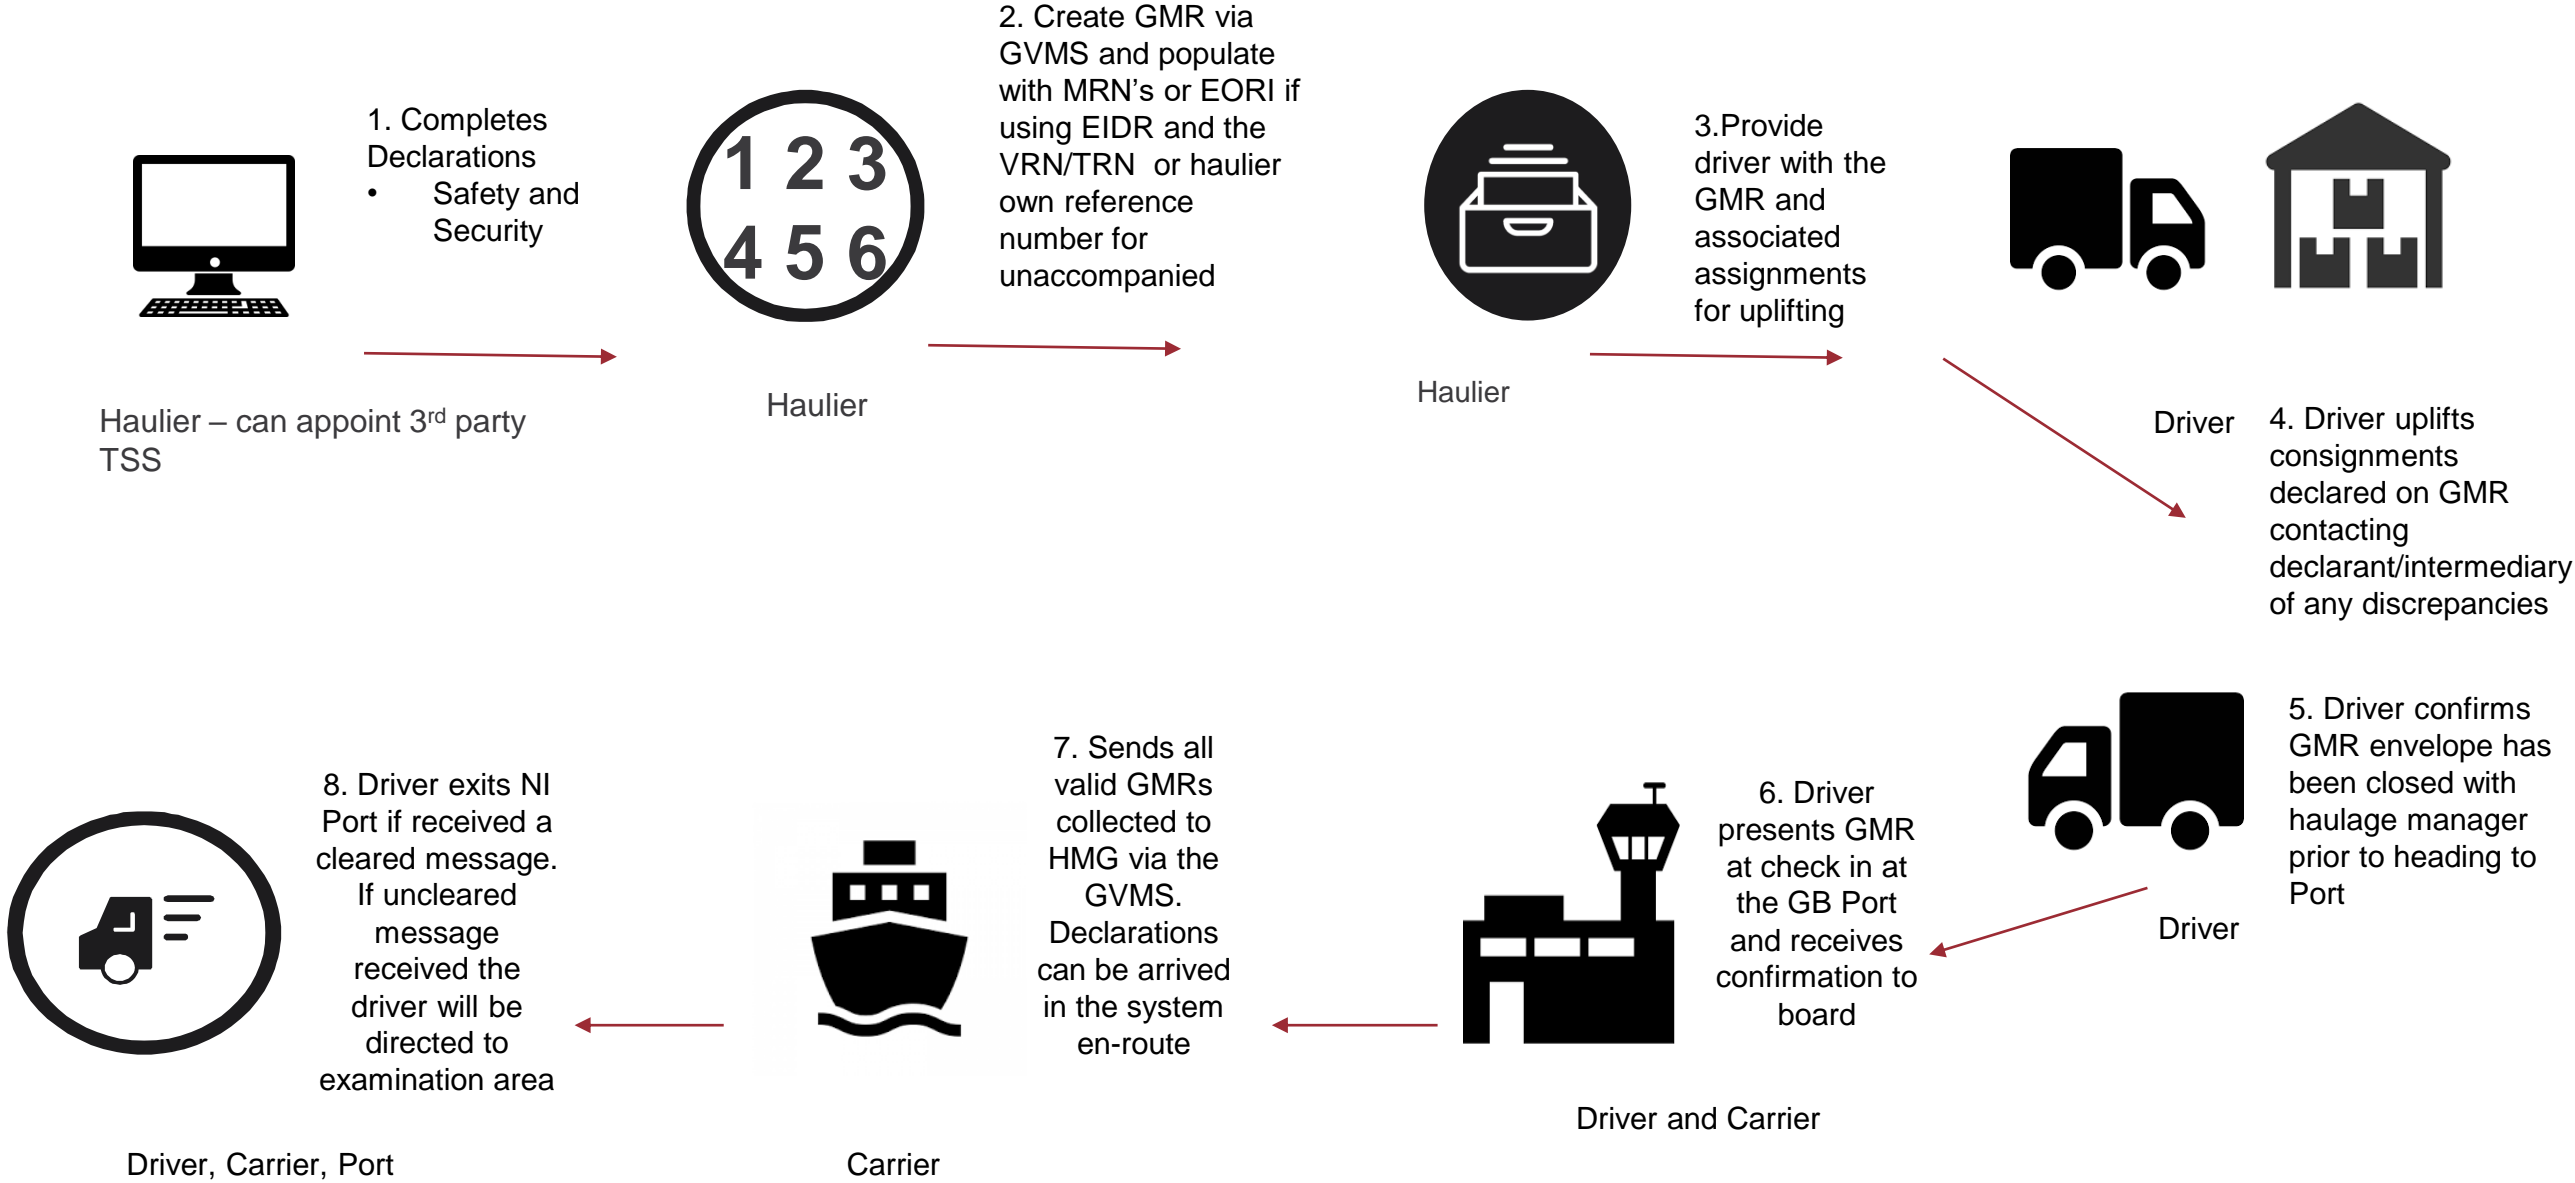 1. Completes
Declarations
• Safety and
Security
Haulier – can appoint 3rd party
TSS
1 2 3
4 5 6
Haulier
2. Create GMR via
GVMS and populate
with MRN’s or EORI if
using EIDR and the
VRN/TRN  or haulier
own reference
number for
unaccompanied
Haulier
3.Provide
driver with the
GMR and
associated
assignments
for uplifting
Driver
4. Driver uplifts
consignments
declared on GMR
contacting
declarant/intermediary
of any discrepancies
5. Driver confirms
GMR envelope has
been closed with
haulage manager
prior to heading to
Port
Driver
6. Driver
presents GMR
at check in at
the GB Port
and receives
confirmation to
board
Driver and Carrier
7. Sends all
valid GMRs
collected to
HMG via the
GVMS.
Declarations
can be arrived
in the system
en-route
Carrier
8. Driver exits NI
Port if received a
cleared message.
If uncleared
message
received the
driver will be
directed to
examination area
Driver, Carrier, Port